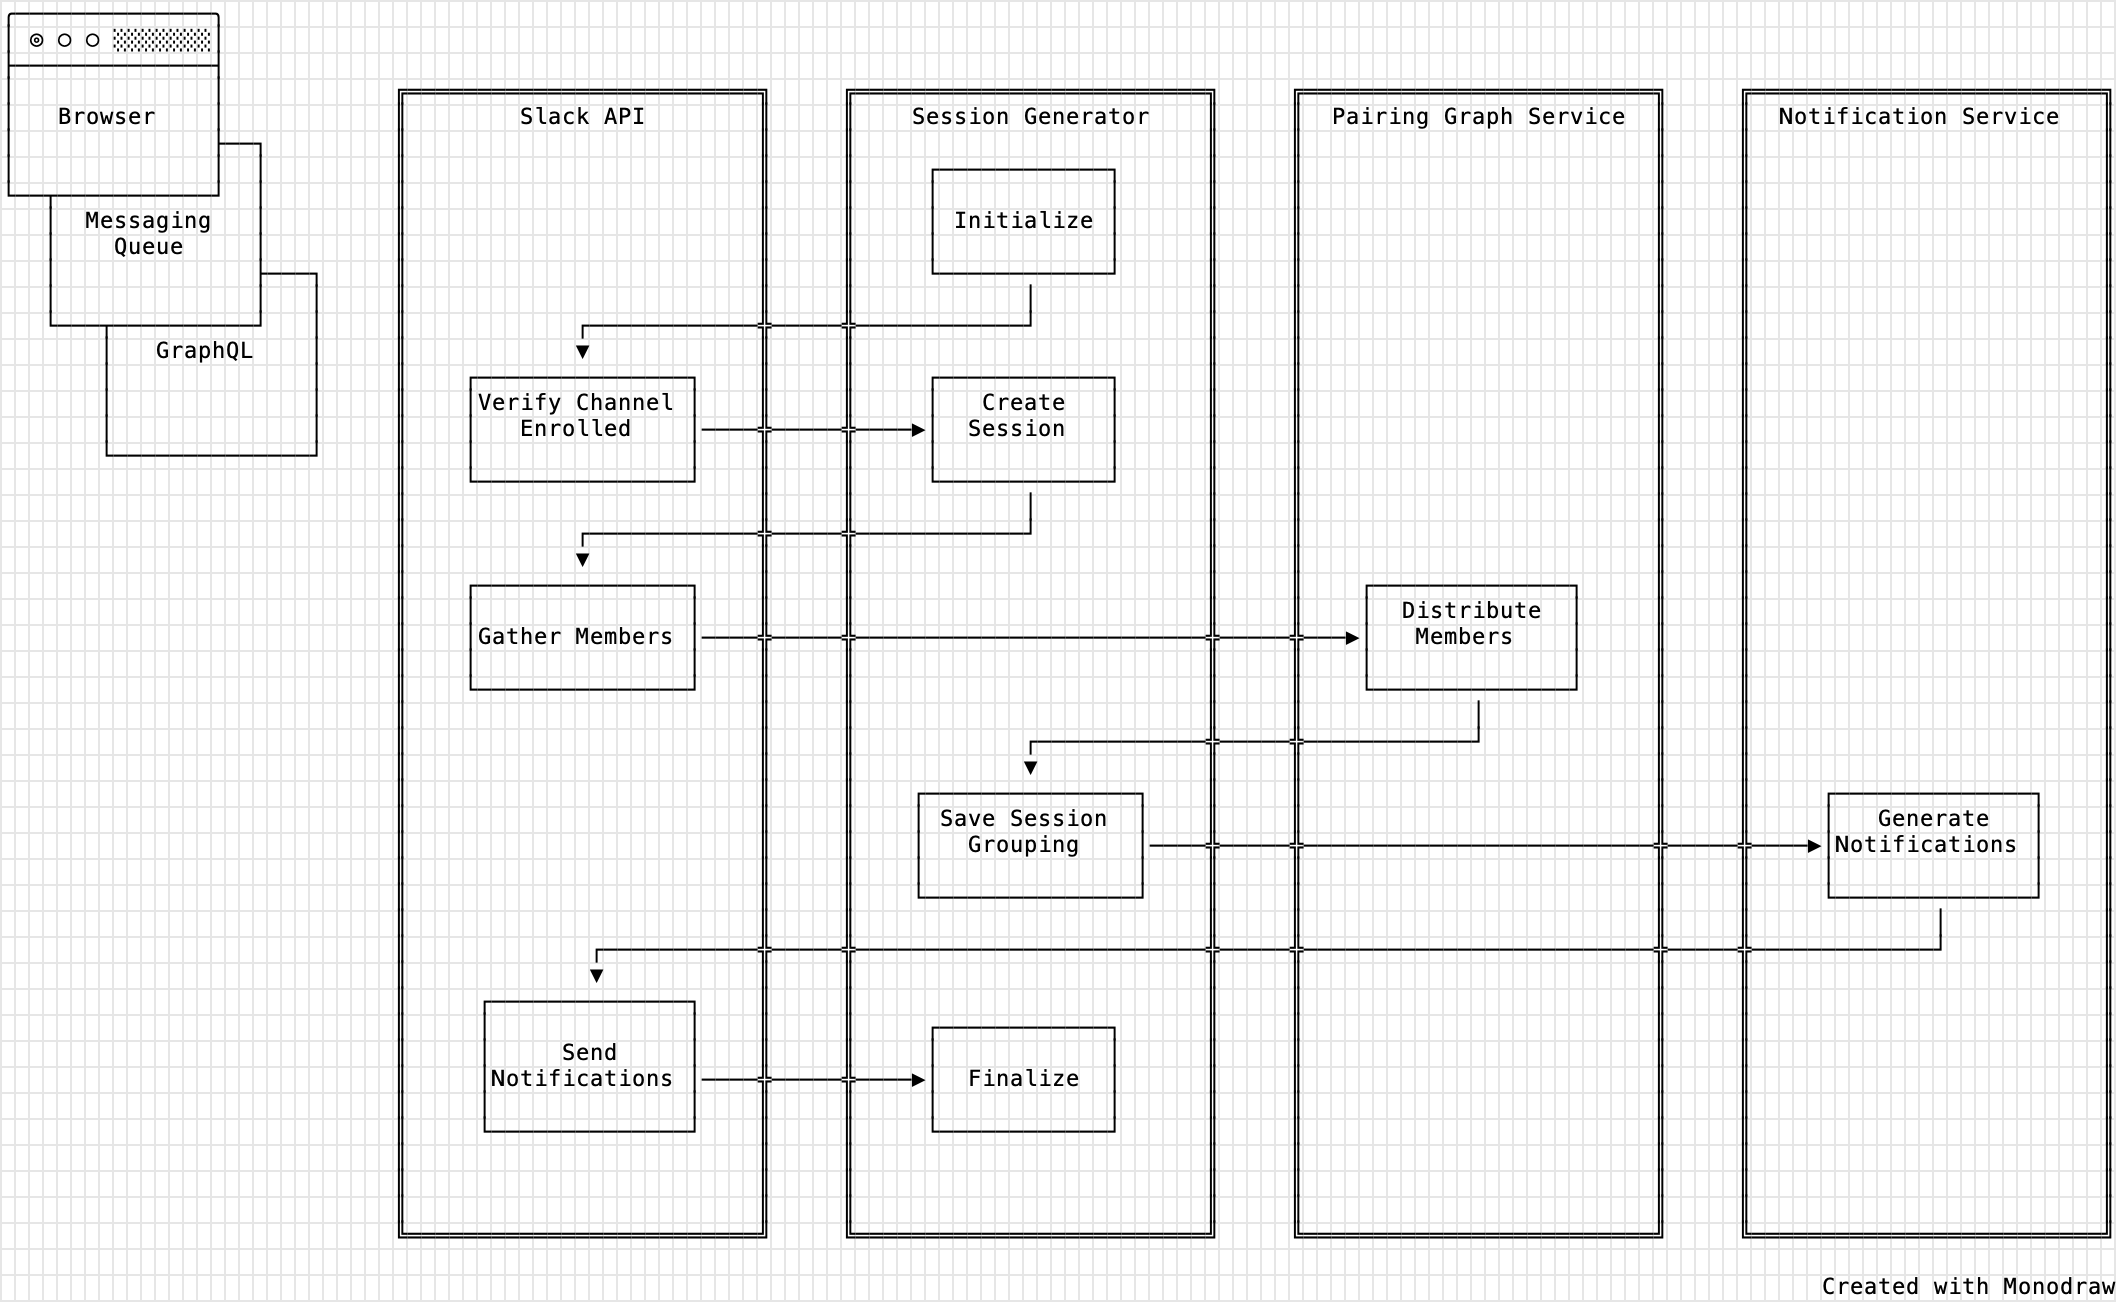 Browser
Messaging
Queue
GraphQL
Slack API
Session Generator
Pairing Graph Service
Notification Service
Initialize
Verify Channel
Enrolled
Create
Session
Gather Members
Distribute
Members
Save Session
Grouping
Generate
Notifications
Send
Notifications
Finalize
Created with Monodraw